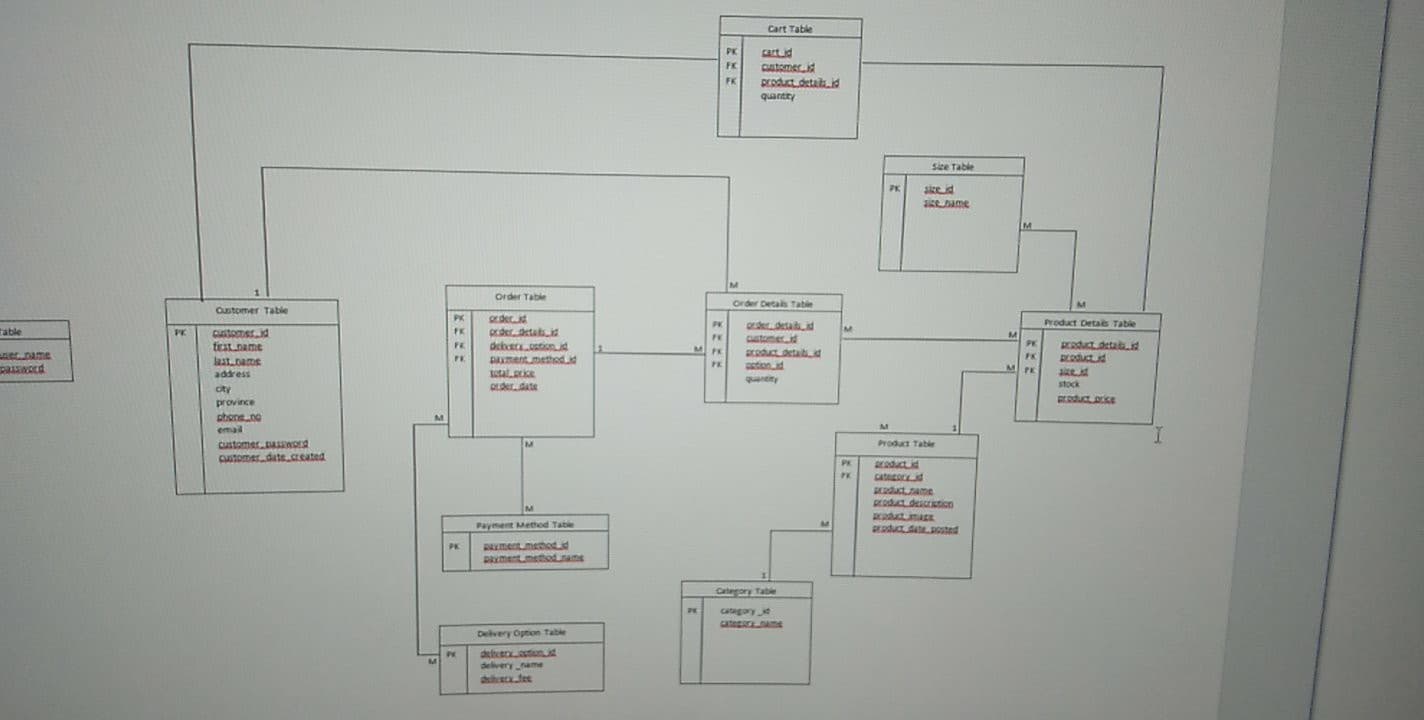 Cart Table
PK cart_id
FK customer_id
FK product_details_id
quantity
Size Table
PK size_id
size_name
M
M
1
Customer Table
PK customer_id
first_name
last_name
address
city
province
phone_no
email
customer_password
customer_date_created
Order Table
PK order_id
FK order_details_id
FK delivery_option_id
FK payment_method_id
total_price
order_date
1
M
M
M
Order Details Table
PK order_details_id
FK customer_id
FK product_details_id
FK option_id
quantity
M
M
M
M
Product Details Table
PK product_details_id
FK product_id
FK size_id
stock
product_price
M
1
Product Table
PK product_id
FK category_id
product_name
product_description
product_image
product_date_posted
M
M
Payment Method Table
PK payment_method_id
payment_method_name
1
Category Table
PK category_id
category_name
Delivery Option Table
PK delivery_option_id
delivery_name
delivery_fee
M
password